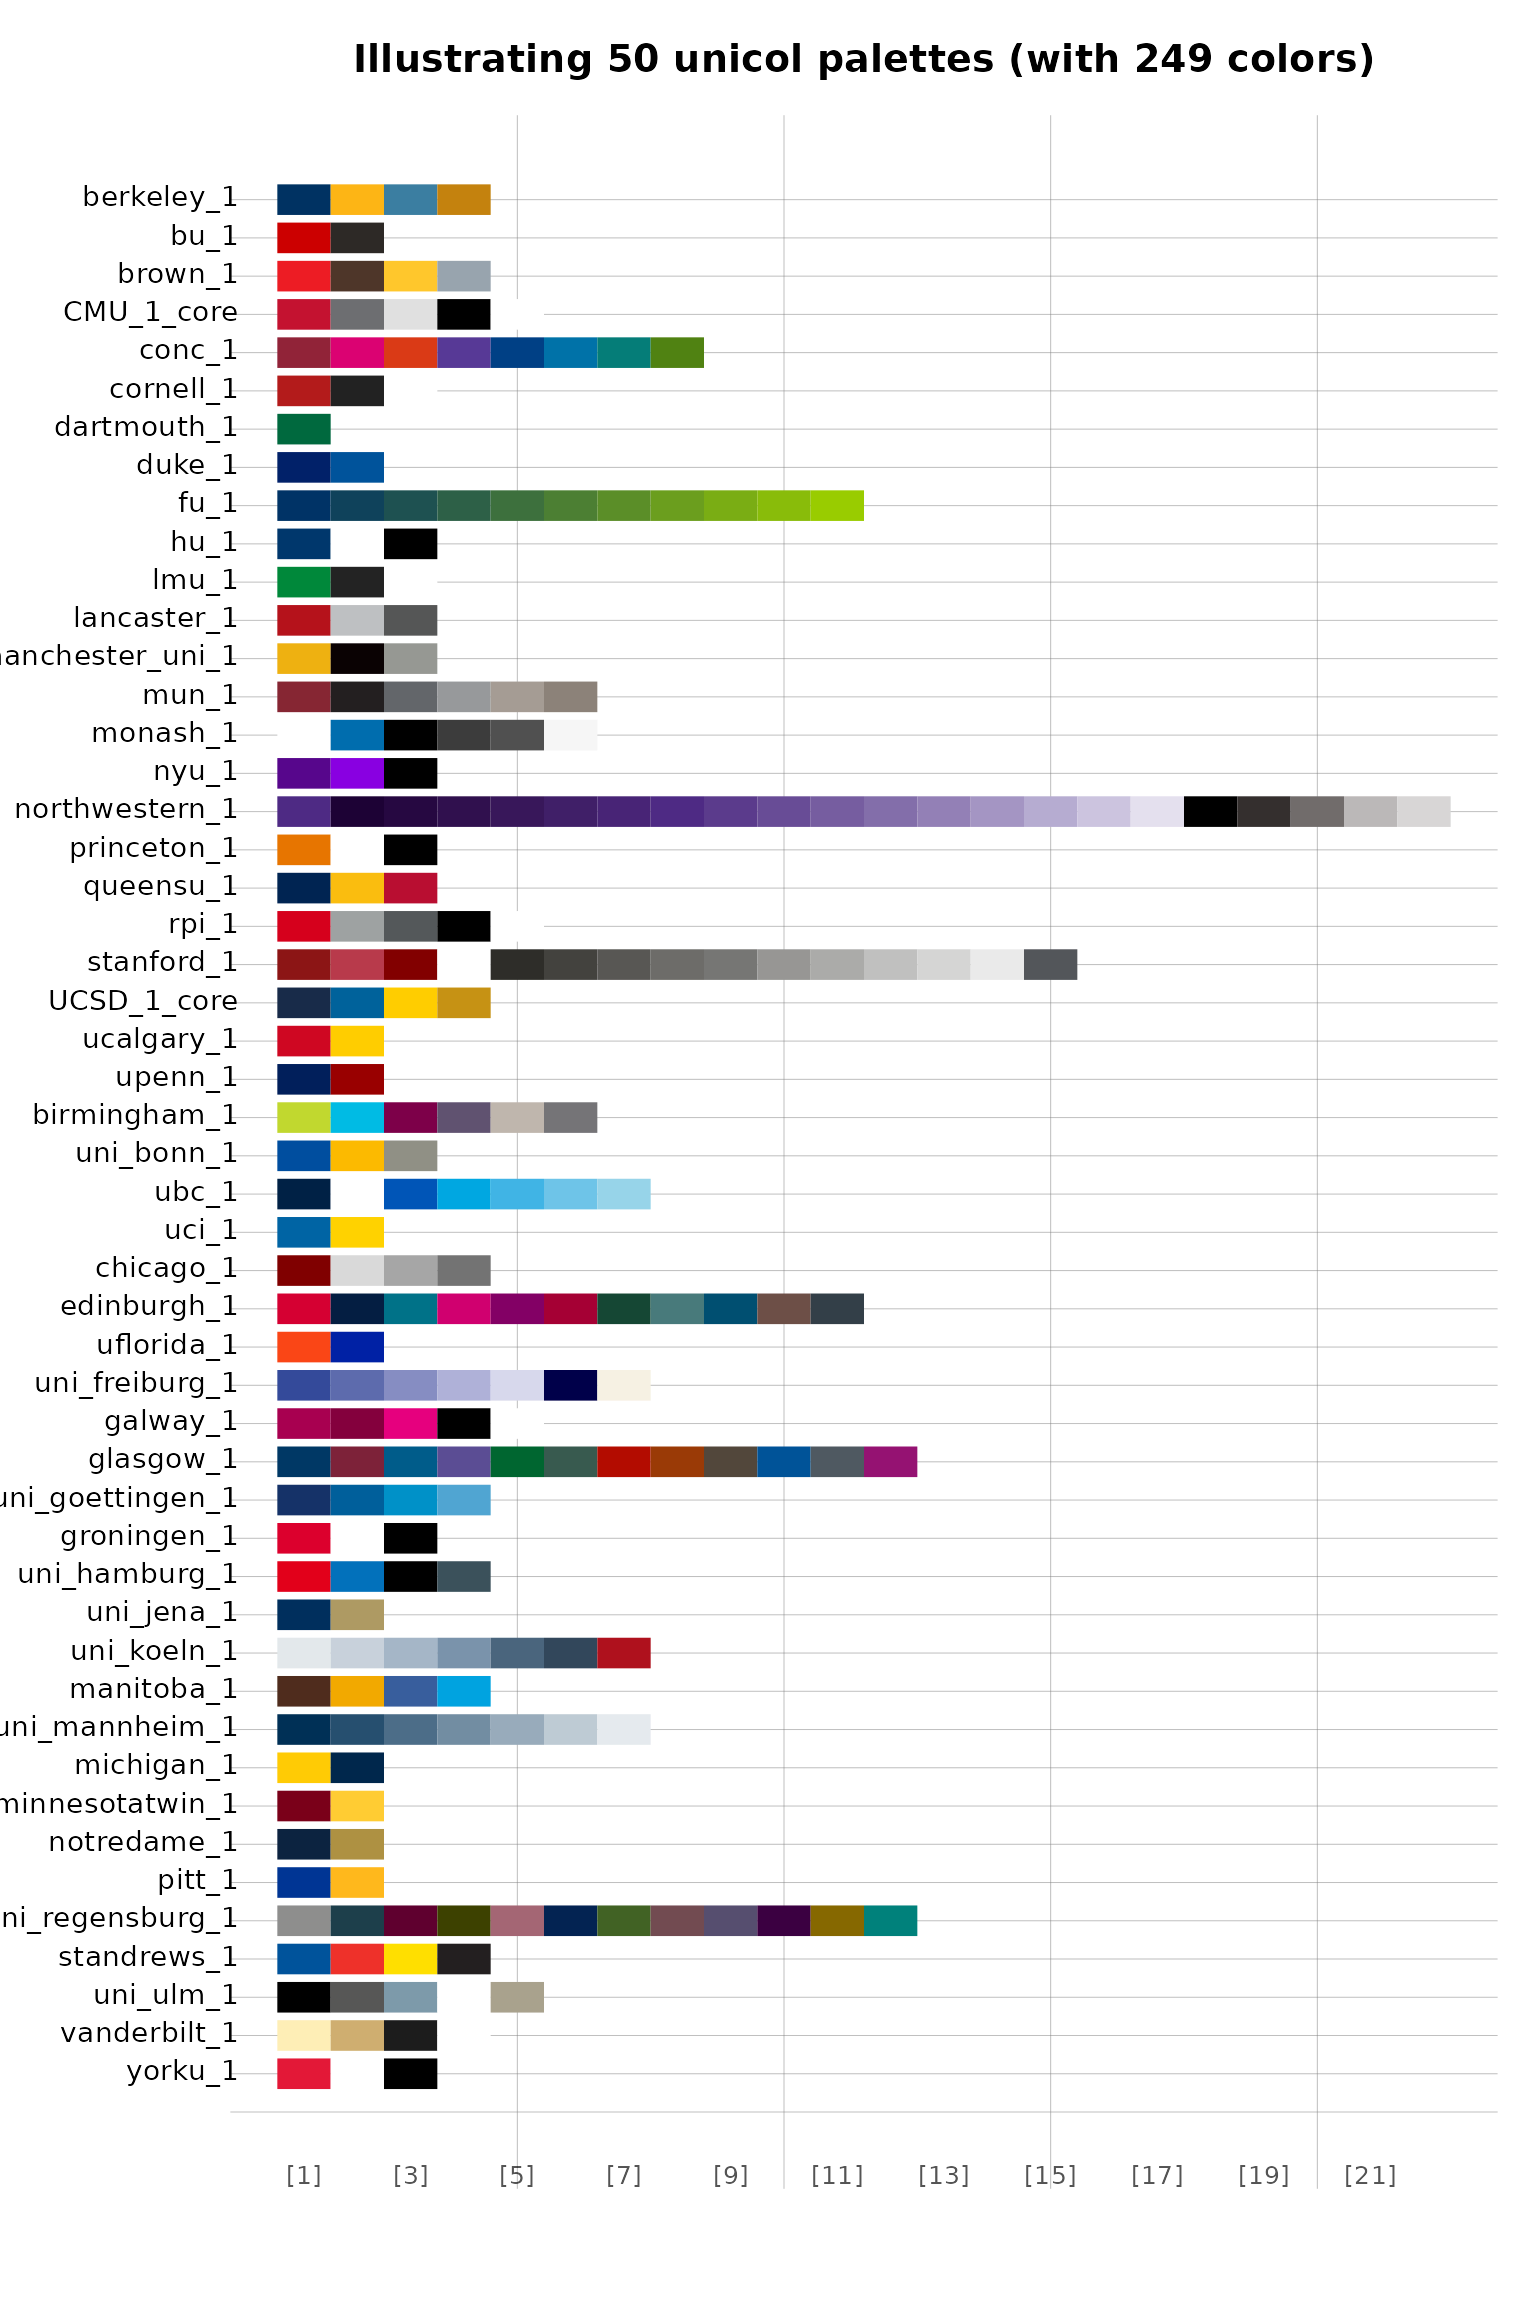 Illustrating 50 unicol palettes (with 249 colors)
berkeley_1
bu_1
brown_1
CMU_1_core
conc_1
cornell_1
dartmouth_1
duke_1
fu_1
hu_1
lmu_1
lancaster_1
anchester_uni_1
mun_1
monash_1
nyu_1
northwestern_1
princeton_1
queensu_1
rpi_1
stanford_1
UCSD_1_core
ucalgary_1
upenn_1
birmingham_1
uni_bonn_1
ubc_1
uci_1
chicago_1
edinburgh_1
uflorida_1
uni_freiburg_1
galway_1
glasgow_1
uni_goettingen_1
groningen_1
uni_hamburg_1
uni_jena_1
uni_koeln_1
manitoba_1
uni_mannheim_1
michigan_1
minnesotatwin_1
notredame_1
pitt_1
ni_regensburg_1
standrews_1
uni_ulm_1
vanderbilt_1
yorku_1
[1] [3] [5] [7] [9] [11] [13] [15] [17] [19] [21]